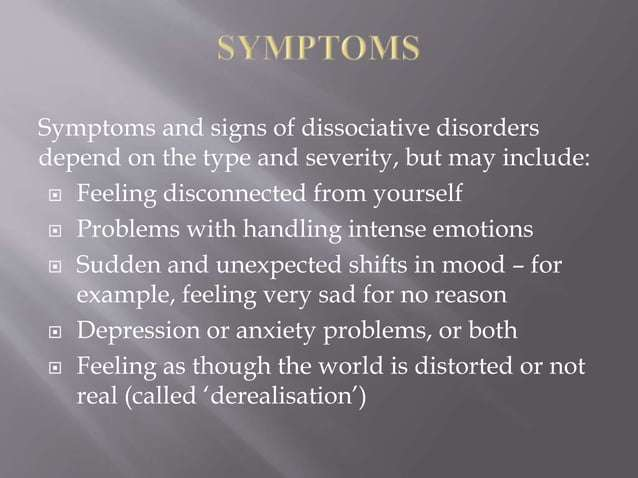 SYMPTOMS
Symptoms and signs of dissociative disorders
depend on the type and severity, but may include:
Feeling disconnected from yourself
Problems with handling intense emotions
Sudden and unexpected shifts in mood – for
example, feeling very sad for no reason
Depression or anxiety problems, or both
Feeling as though the world is distorted or not
real (called ‘derealisation’)